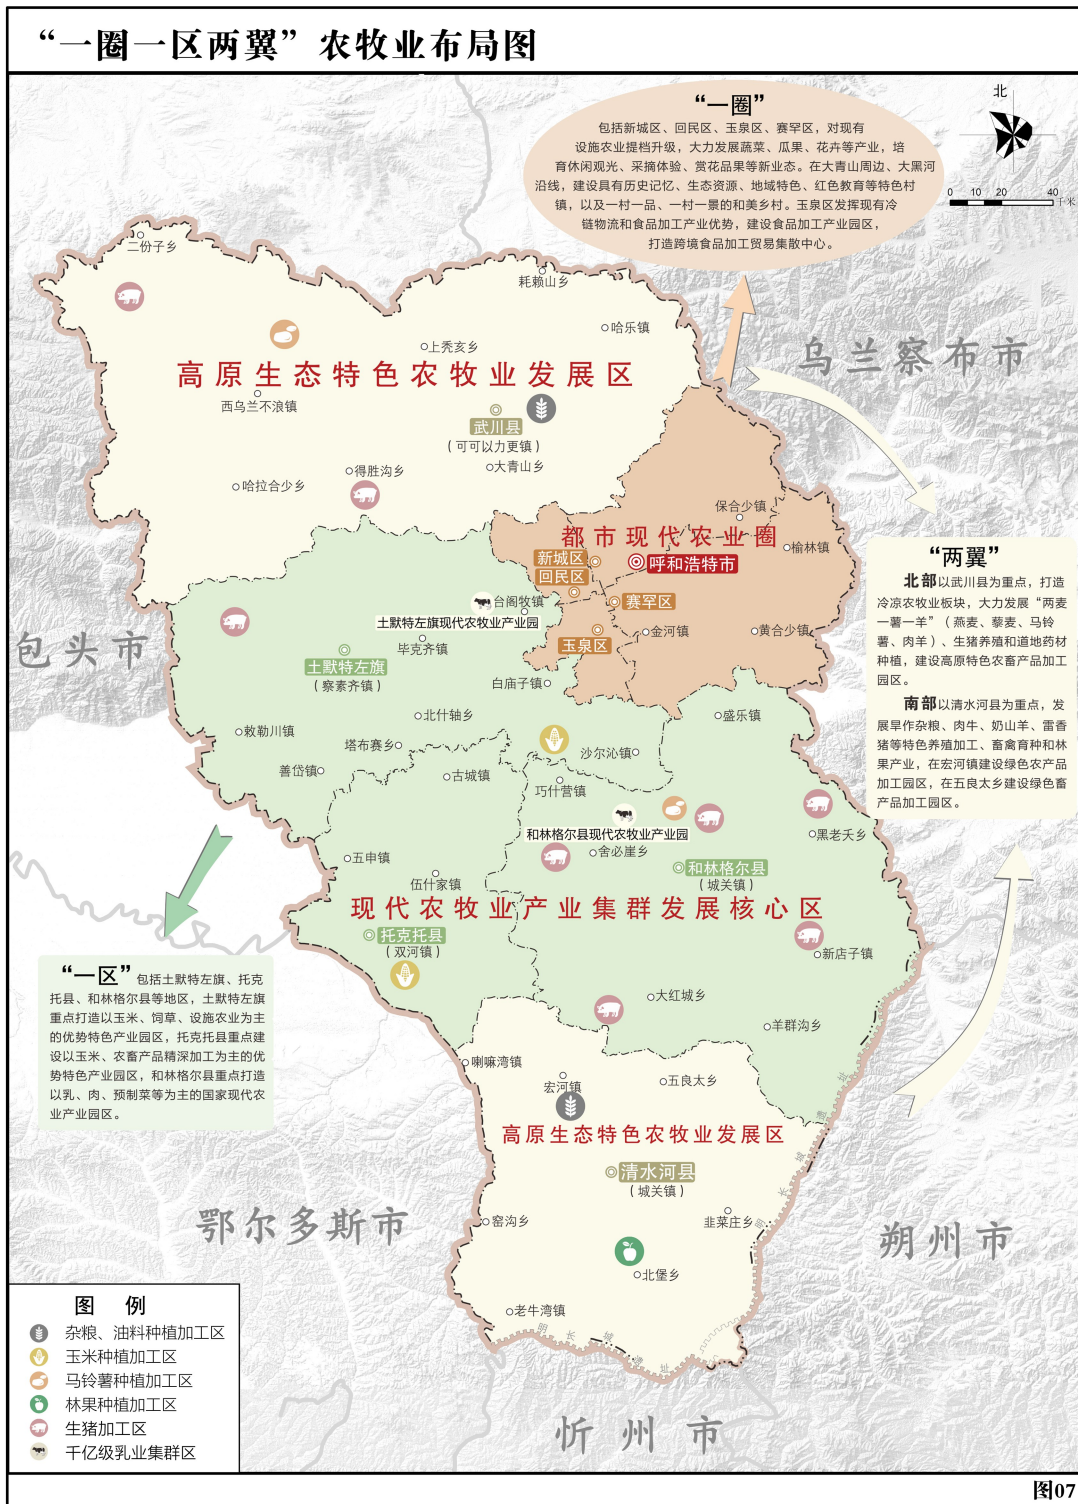 “一圈一区两翼”农牧业布局图
“一圈”
包括新城区、回民区、玉泉区、赛罕区，对现有
设施农业提档升级，大力发展蔬菜、瓜果、花卉等产业，培
育休闲观光、采摘体验、赏花品果等新业态。在大青山周边、大黑河
沿线，建设具有历史记忆、生态资源、地域特色、红色教育等特色村
镇，以及一村一品、一村一景的和美乡村。玉泉区发挥现有冷
链物流和食品加工产业优势，建设食品加工产业园区，
打造跨境食品加工贸易集散中心。
北
0 10 20 40
千米
二份子乡
耗赖山乡
哈乐镇
上秃亥乡
乌兰察布市
高原生态特色农牧业发展区
西乌兰不浪镇
武川县
（可可以力更镇）
大青山乡
得胜沟乡
哈拉合少乡
保合少镇
都市现代农业圈
榆林镇
新城区
呼和浩特市
回民区
台阁牧镇
赛罕区
土默特左旗现代农牧业产业园
金河镇
黄合少镇
毕克齐镇
玉泉区
包头市
土默特左旗
（察素齐镇）
白庙子镇
北什轴乡
盛乐镇
敕勒川镇
塔布赛乡
沙尔沁镇
善岱镇
古城镇
巧什营镇
“两翼”
北部以武川县为重点，打造
冷凉农牧业板块，大力发展“两麦
一薯一羊”（燕麦、藜麦、马铃
薯、肉羊）、生猪养殖和道地药材
种植，建设高原特色农畜产品加工
园区。
南部以清水河县为重点，发
展旱作杂粮、肉牛、奶山羊、雷香
猪等特色养殖加工、畜禽育种和林
果产业，在宏河镇建设绿色农产品
加工园区，在五良太乡建设绿色畜
产品加工园区。
和林格尔县现代农牧业产业园
黑老夭乡
五申镇
舍必崖乡
和林格尔县
（城关镇）
伍什家镇
现代农牧业产业集群发展核心区
托克托县
（双河镇）
新店子镇
大红城乡
羊群沟乡
“一区”包括土默特左旗、托克
托县、和林格尔县等地区，土默特左旗
重点打造以玉米、饲草、设施农业为主
的优势特色产业园区，托克托县重点建
设以玉米、农畜产品精深加工为主的优
势特色产业园区，和林格尔县重点打造
以乳、肉、预制菜等为主的国家现代农
业产业园区。
喇嘛湾镇
宏河镇
五良太乡
高原生态特色农牧业发展区
清水河县
（城关镇）
窑沟乡
韭菜庄乡
鄂尔多斯市
朔州市
北堡乡
老牛湾镇
明长城遗址
明长城遗址
忻州市
图例
杂粮、油料种植加工区
玉米种植加工区
马铃薯种植加工区
林果种植加工区
生猪加工区
千亿级乳业集群区
图07